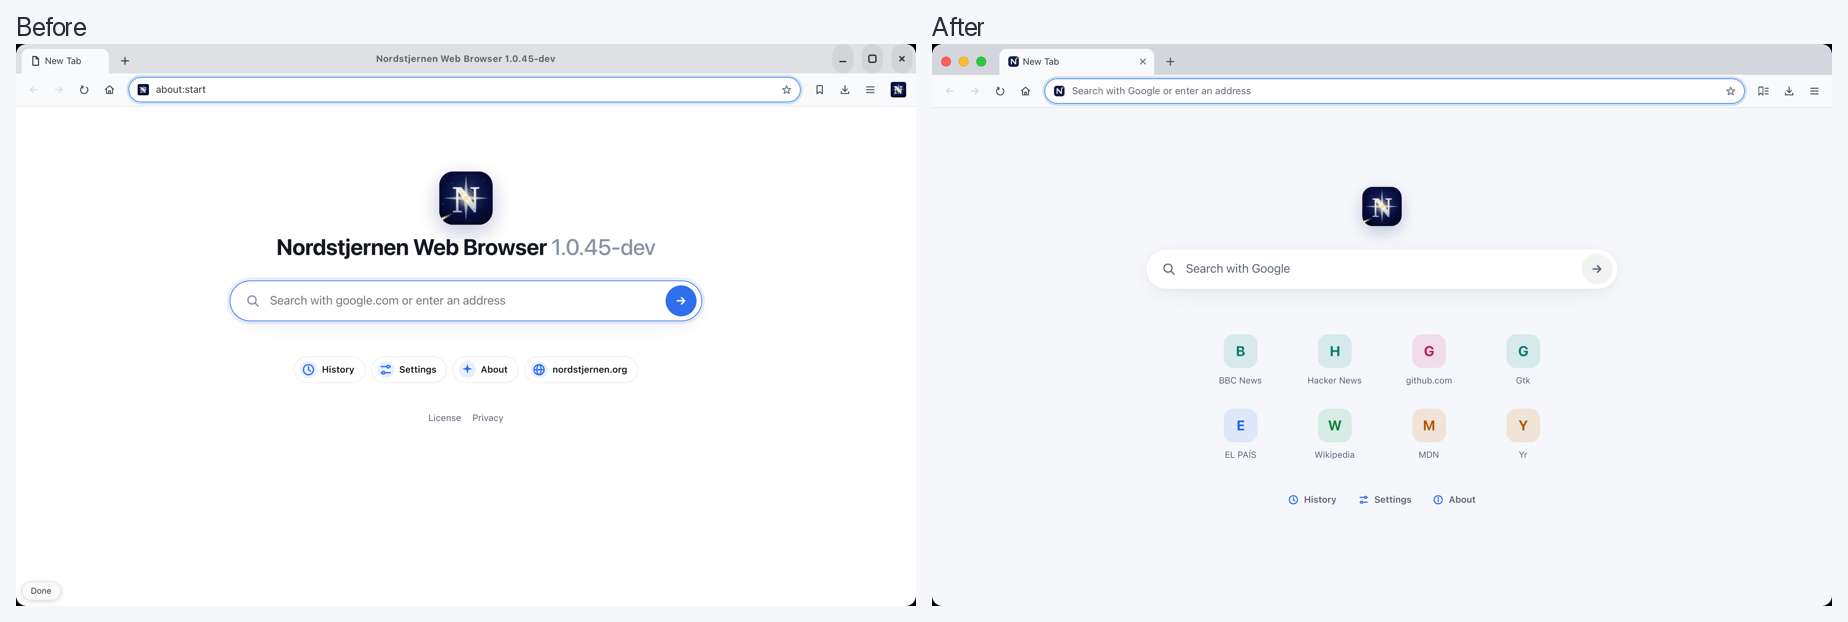 Before
New Tab
Nordstjernen Web Browser 1.0.45-dev
about:start
N
N
N
Nordstjernen Web Browser 1.0.45-dev
Search with google.com or enter an address
History Settings About nordstjernen.org
License Privacy
Done
After
N New Tab
N Search with Google or enter an address
N
Search with Google
B H G G
BBC News Hacker News github.com Gtk
E W M Y
EL PAÍS Wikipedia MDN Yr
History Settings About